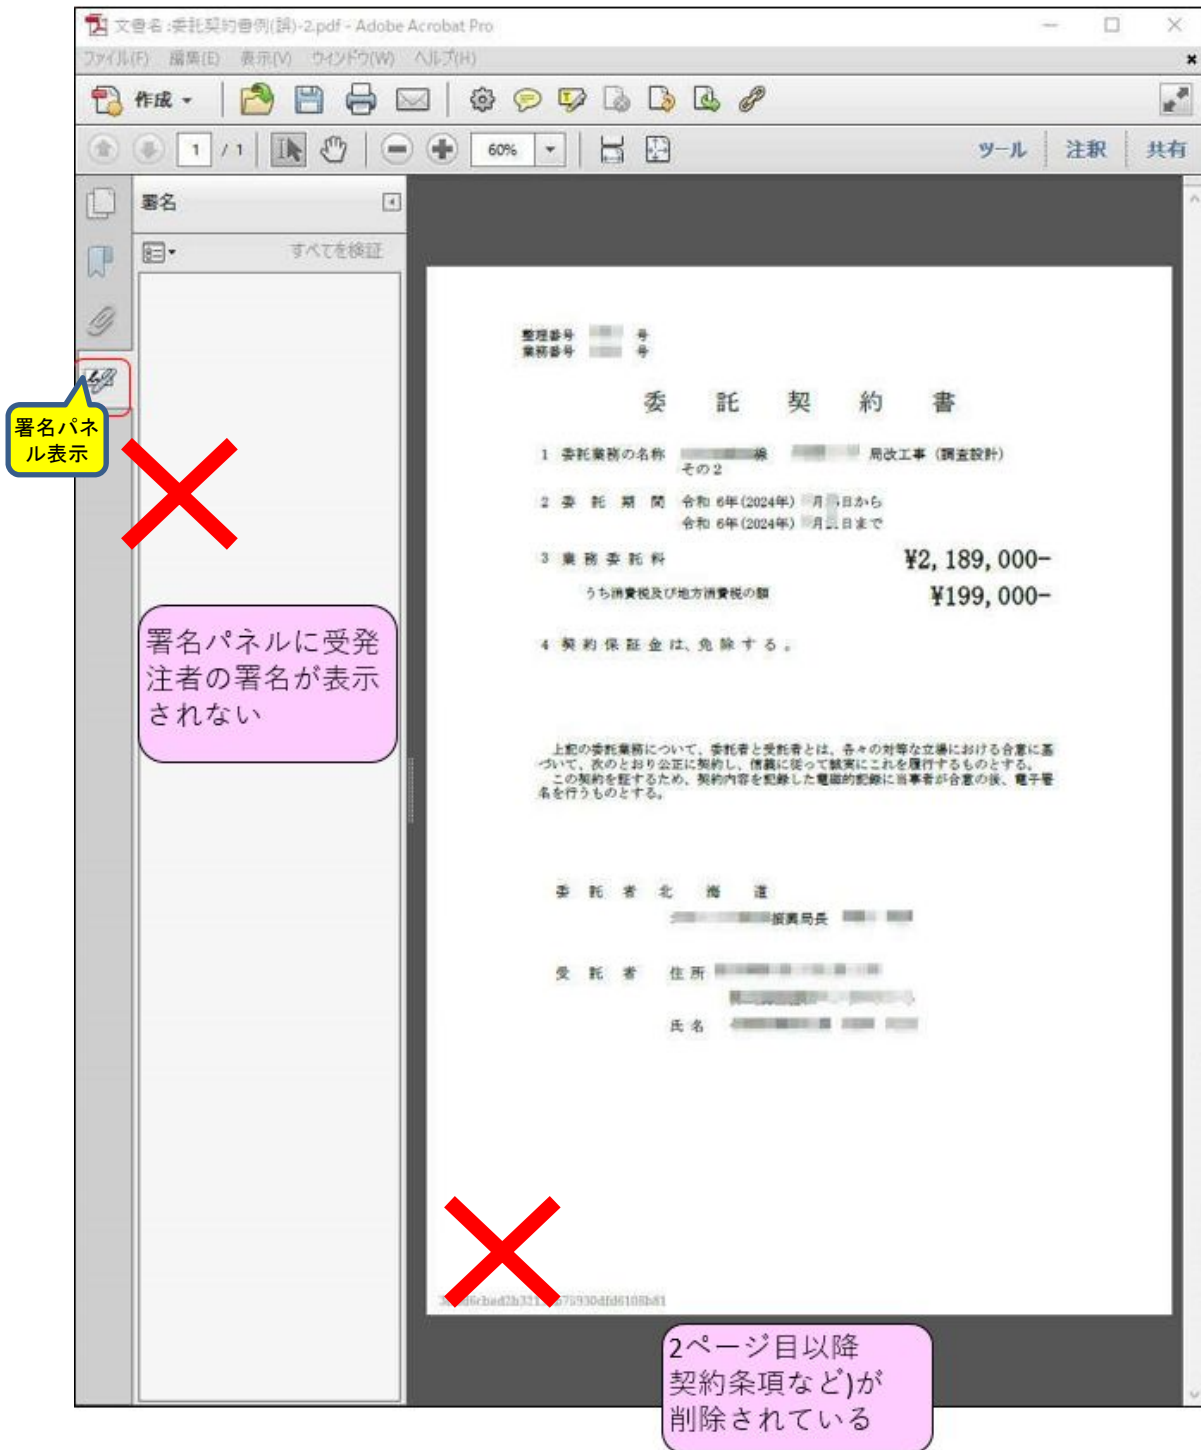 文書名:委託契約書例(誤)-2.pdf - Adobe Acrobat Pro
ファイル(F) 編集(E) 表示(V) ウインドウ(W) ヘルプ(H)
作成
1 / 1 60% ツール 注釈 共有
署名
すべてを検証
署名パネ
ル表示
署名パネルに受発
注者の署名が表示
されない
整理番号 号
業務番号 号
委託契約書
1 委託業務の名称 線 局改工事(調査設計)
その2
2 委託期間 令和 6年(2024年) 月 日から
令和 6年(2024年) 月 日まで
3 業務委託料 ¥2,189,000-
うち消費税及び地方消費税の額 ¥199,000-
4 契約保証金は、免除する。
上記の委託業務について、委託者と受託者とは、各々の対等な立場における合意に基
づいて、次のとおり公正に契約し、信義に従って誠実にこれを履行するものとする。
この契約を証するため、契約内容を記録した電磁的記録に当事者が合意の後、電子署
名を行うものとする。
委託者 北海道
振興局長
受託者 住所
氏名
2ページ目以降
契約条項など)が
削除されている